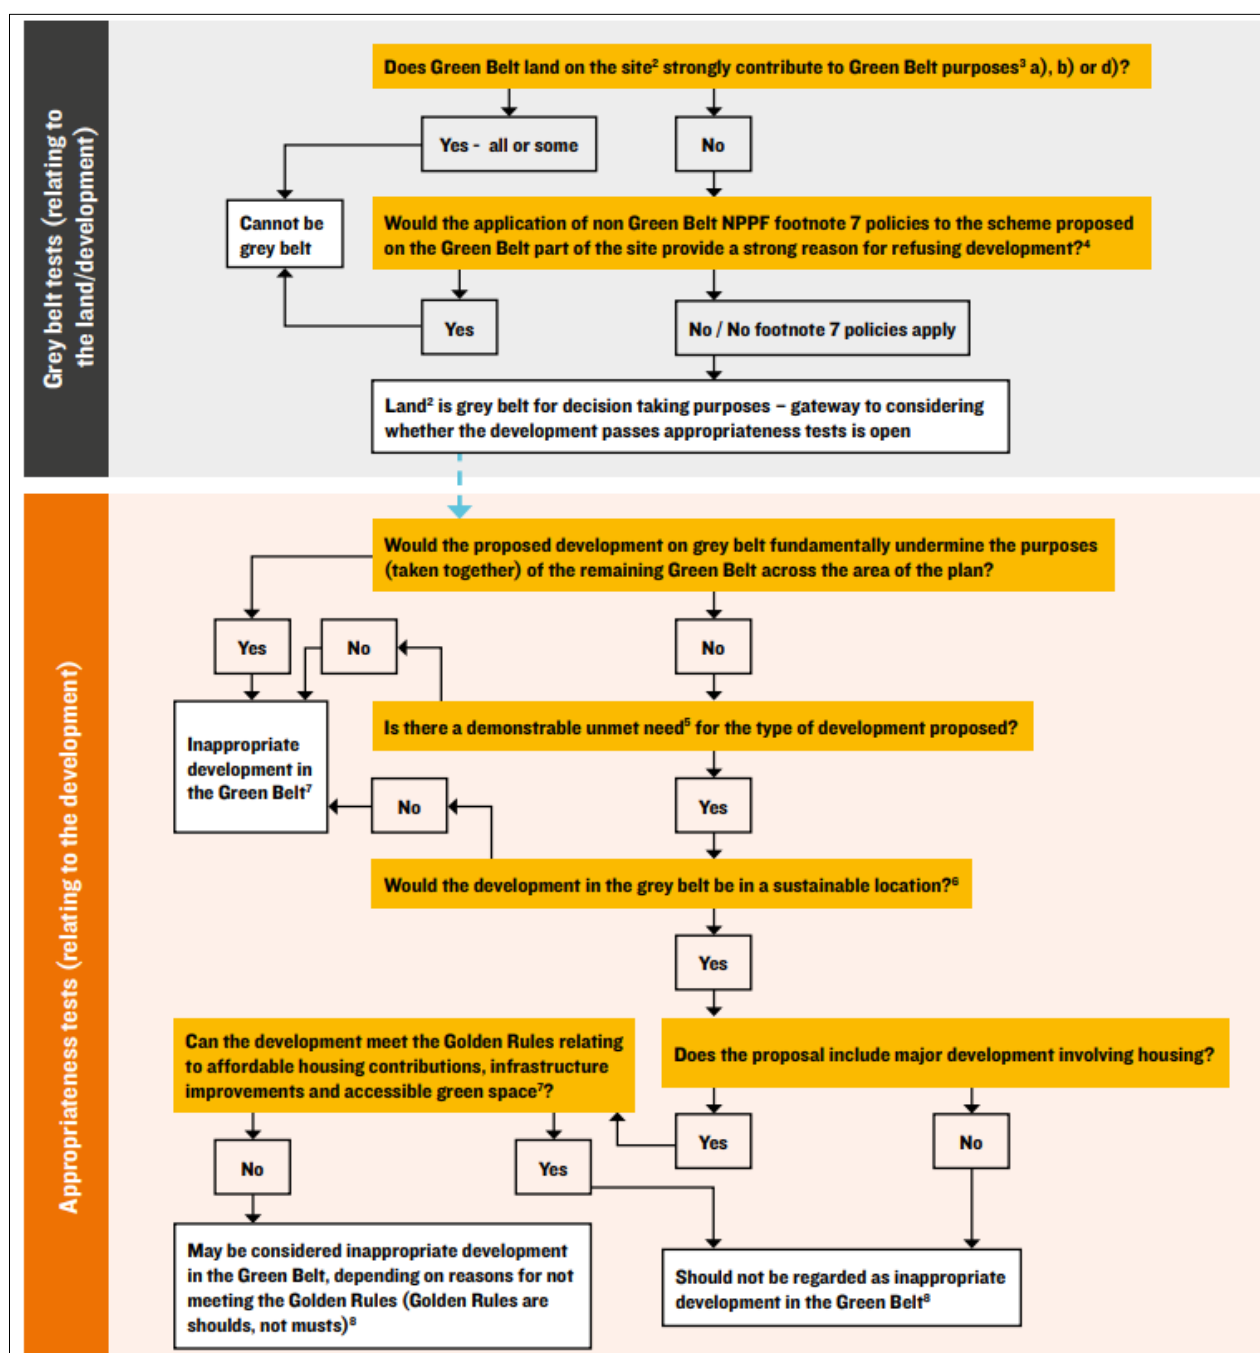 Grey belt tests (relating to
the land/development)
Does Green Belt land on the site² strongly contribute to Green Belt purposes³ a), b) or d)?
Yes - all or some
No
Cannot be
grey belt
Would the application of non Green Belt NPPF footnote 7 policies to the scheme proposed
on the Green Belt part of the site provide a strong reason for refusing development?⁴
Yes
No / No footnote 7 policies apply
Land² is grey belt for decision taking purposes – gateway to considering
whether the development passes appropriateness tests is open
Appropriateness tests (relating to the development)
Would the proposed development on grey belt fundamentally undermine the purposes
(taken together) of the remaining Green Belt across the area of the plan?
Yes
No
No
Inappropriate
development in
the Green Belt⁷
Is there a demonstrable unmet need⁵ for the type of development proposed?
No
Yes
Would the development in the grey belt be in a sustainable location?⁶
Yes
Can the development meet the Golden Rules relating
to affordable housing contributions, infrastructure
improvements and accessible green space⁷?
Does the proposal include major development involving housing?
No
Yes
Yes
No
May be considered inappropriate development
in the Green Belt, depending on reasons for not
meeting the Golden Rules (Golden Rules are
shoulds, not musts)⁸
Should not be regarded as inappropriate
development in the Green Belt⁸